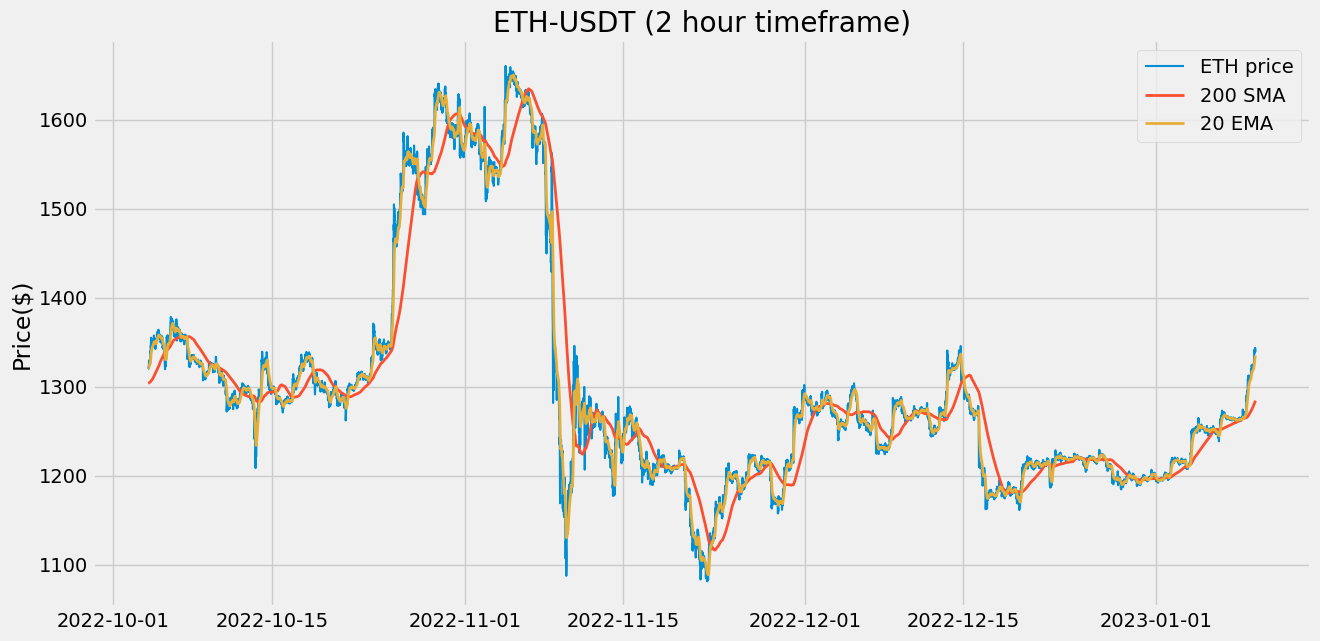 ETH-USDT (2 hour timeframe)
ETH price
200 SMA
20 EMA
Price($)
1600
1500
1400
1300
1200
1100
2022-10-01 2022-10-15 2022-11-01 2022-11-15 2022-12-01 2022-12-15 2023-01-01